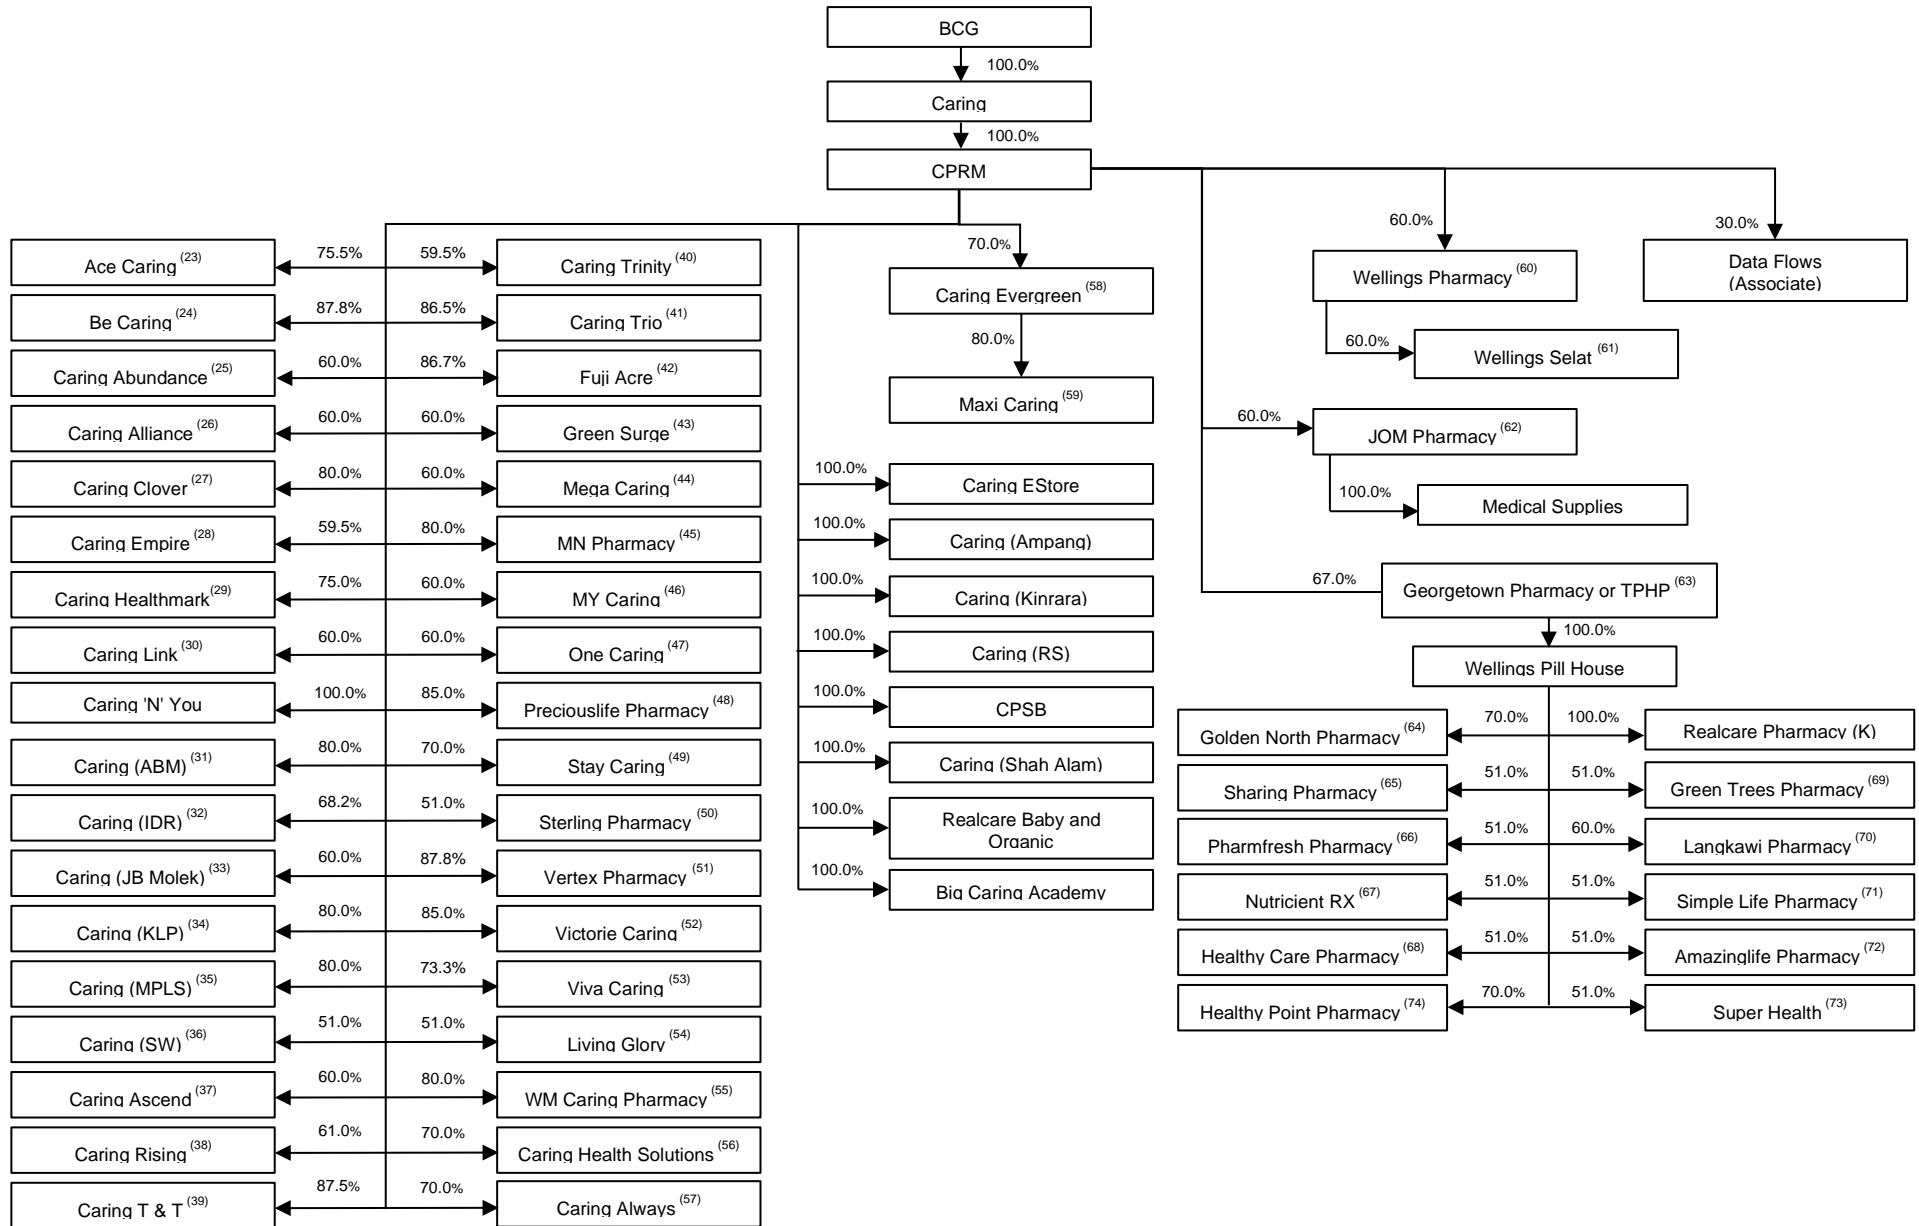 BCG
100.0%
Caring
100.0%
CPRM
Ace Caring (23)
75.5%
59.5%
Caring Trinity (40)
Be Caring (24)
87.8%
86.5%
Caring Trio (41)
Caring Abundance (25)
60.0%
86.7%
Fuji Acre (42)
Caring Alliance (26)
60.0%
60.0%
Green Surge (43)
Caring Clover (27)
80.0%
60.0%
Mega Caring (44)
Caring Empire (28)
59.5%
80.0%
MN Pharmacy (45)
Caring Healthmark (29)
75.0%
60.0%
MY Caring (46)
Caring Link (30)
60.0%
60.0%
One Caring (47)
Caring 'N' You
100.0%
85.0%
Preciouslife Pharmacy (48)
Caring (ABM) (31)
80.0%
70.0%
Stay Caring (49)
Caring (IDR) (32)
68.2%
51.0%
Sterling Pharmacy (50)
Caring (JB Molek) (33)
60.0%
87.8%
Vertex Pharmacy (51)
Caring (KLP) (34)
80.0%
85.0%
Victorie Caring (52)
Caring (MPLS) (35)
80.0%
73.3%
Viva Caring (53)
Caring (SW) (36)
51.0%
51.0%
Living Glory (54)
Caring Ascend (37)
60.0%
80.0%
WM Caring Pharmacy (55)
Caring Rising (38)
61.0%
70.0%
Caring Health Solutions (56)
Caring T & T (39)
87.5%
70.0%
Caring Always (57)
70.0%
Caring Evergreen (58)
80.0%
Maxi Caring (59)
100.0%
Caring EStore
100.0%
Caring (Ampang)
100.0%
Caring (Kinrara)
100.0%
Caring (RS)
100.0%
CPSB
100.0%
Caring (Shah Alam)
100.0%
Realcare Baby and
Organic
100.0%
Big Caring Academy
60.0%
Wellings Pharmacy (60)
60.0%
Wellings Selat (61)
30.0%
Data Flows
(Associate)
60.0%
JOM Pharmacy (62)
100.0%
Medical Supplies
67.0%
Georgetown Pharmacy or TPHP (63)
100.0%
Wellings Pill House
Golden North Pharmacy (64)
70.0%
100.0%
Realcare Pharmacy (K)
Sharing Pharmacy (65)
51.0%
51.0%
Green Trees Pharmacy (69)
Pharmfresh Pharmacy (66)
51.0%
60.0%
Langkawi Pharmacy (70)
Nutricient RX (67)
51.0%
51.0%
Simple Life Pharmacy (71)
Healthy Care Pharmacy (68)
51.0%
51.0%
Amazinglife Pharmacy (72)
Healthy Point Pharmacy (74)
70.0%
51.0%
Super Health (73)